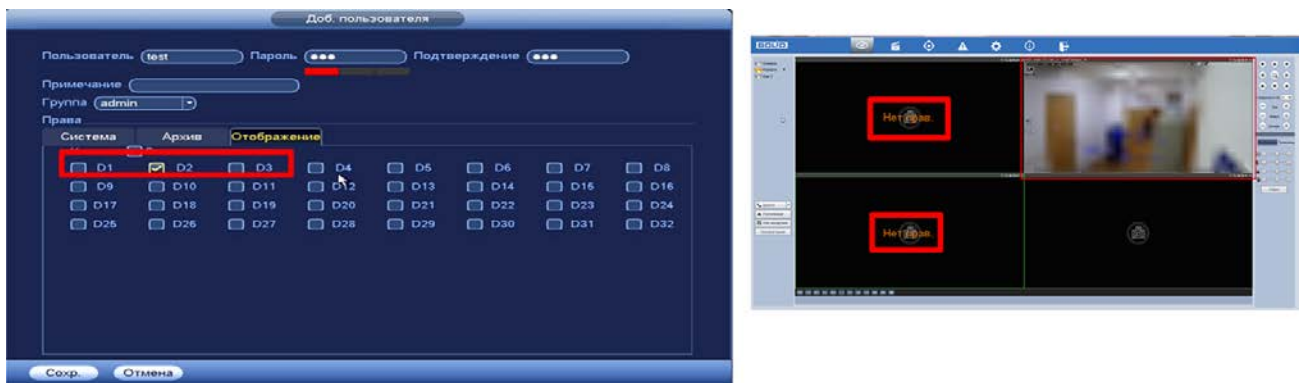 Доб. пользователя
Пользователь test Пароль ●●● Подтверждение ●●●
Примечание
Группа admin
Права
Система Архив Отображение
D1 D2 D3 D4 D5 D6 D7 D8
D9 D10 D11 D12 D13 D14 D15 D16
D17 D18 D19 D20 D21 D22 D23 D24
D25 D26 D27 D28 D29 D30 D31 D32
Сохр. Отмена
Нет прав.
Нет прав.